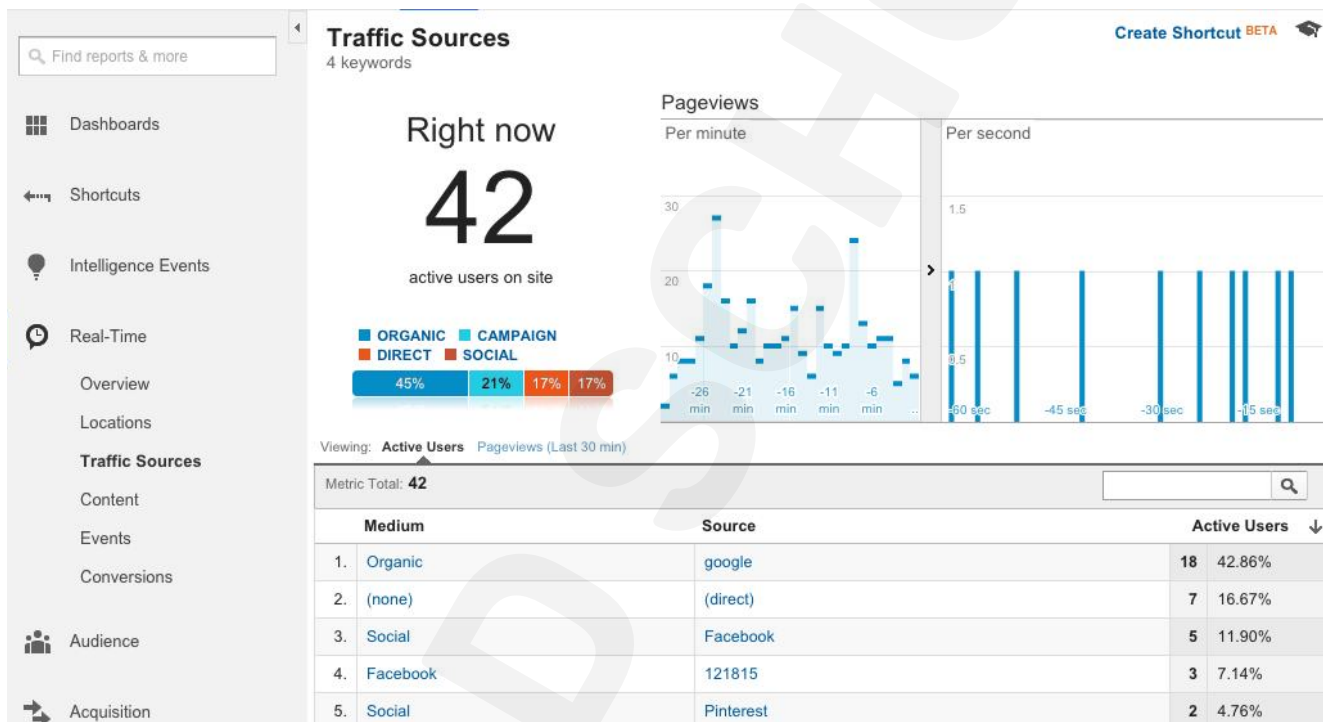 Find reports & more
Dashboards
Shortcuts
Intelligence Events
Real-Time
Overview
Locations
Traffic Sources
Content
Events
Conversions
Audience
Acquisition
Traffic Sources
4 keywords
Create Shortcut BETA
Right now
42
active users on site
ORGANIC CAMPAIGN
DIRECT SOCIAL
45% 21% 17% 17%
Pageviews
Per minute
30
20
10
-26 min -21 min -16 min -11 min -6 min ..
Per second
1.5
1
0.5
-60 sec -45 sec -30 sec -15 sec
Viewing: Active Users Pageviews (Last 30 min)
Metric Total: 42
Medium Source Active Users
1. Organic google 18 42.86%
2. (none) (direct) 7 16.67%
3. Social Facebook 5 11.90%
4. Facebook 121815 3 7.14%
5. Social Pinterest 2 4.76%